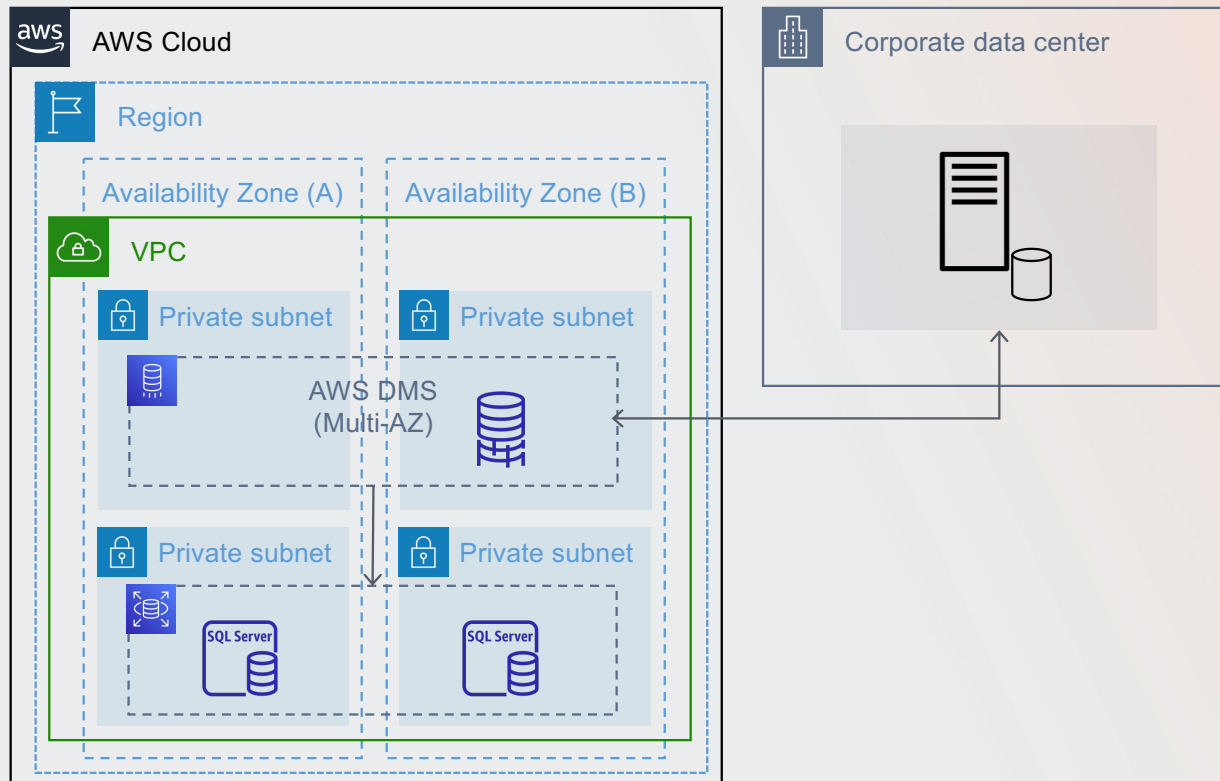 aws
AWS Cloud
Corporate data center
Region
Availability Zone (A)
Availability Zone (B)
VPC
Private subnet
Private subnet
AWS DMS
(Multi-AZ)
Private subnet
Private subnet
SQL Server
SQL Server